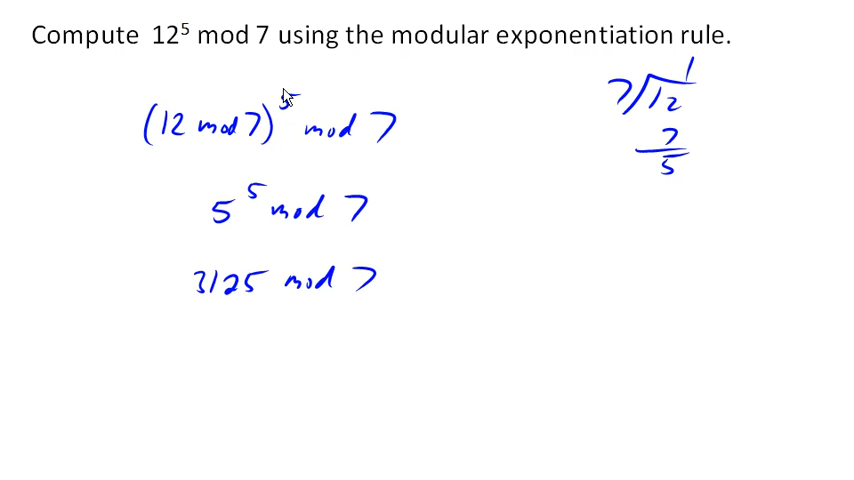 Compute 12⁵ mod 7 using the modular exponentiation rule.
(12 mod 7)⁵ mod 7
5⁵ mod 7
3125 mod 7
1
7)12
7
5